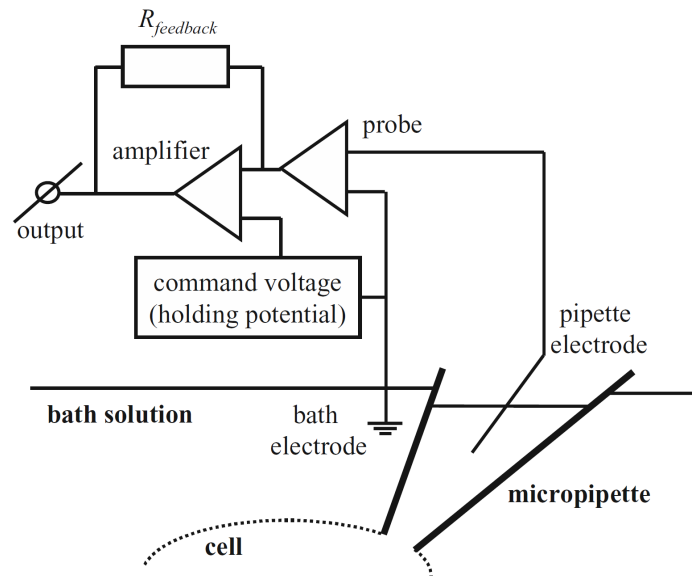 R_feedback
probe
amplifier
output
command voltage
(holding potential)
pipette
electrode
bath solution
bath
electrode
micropipette
cell